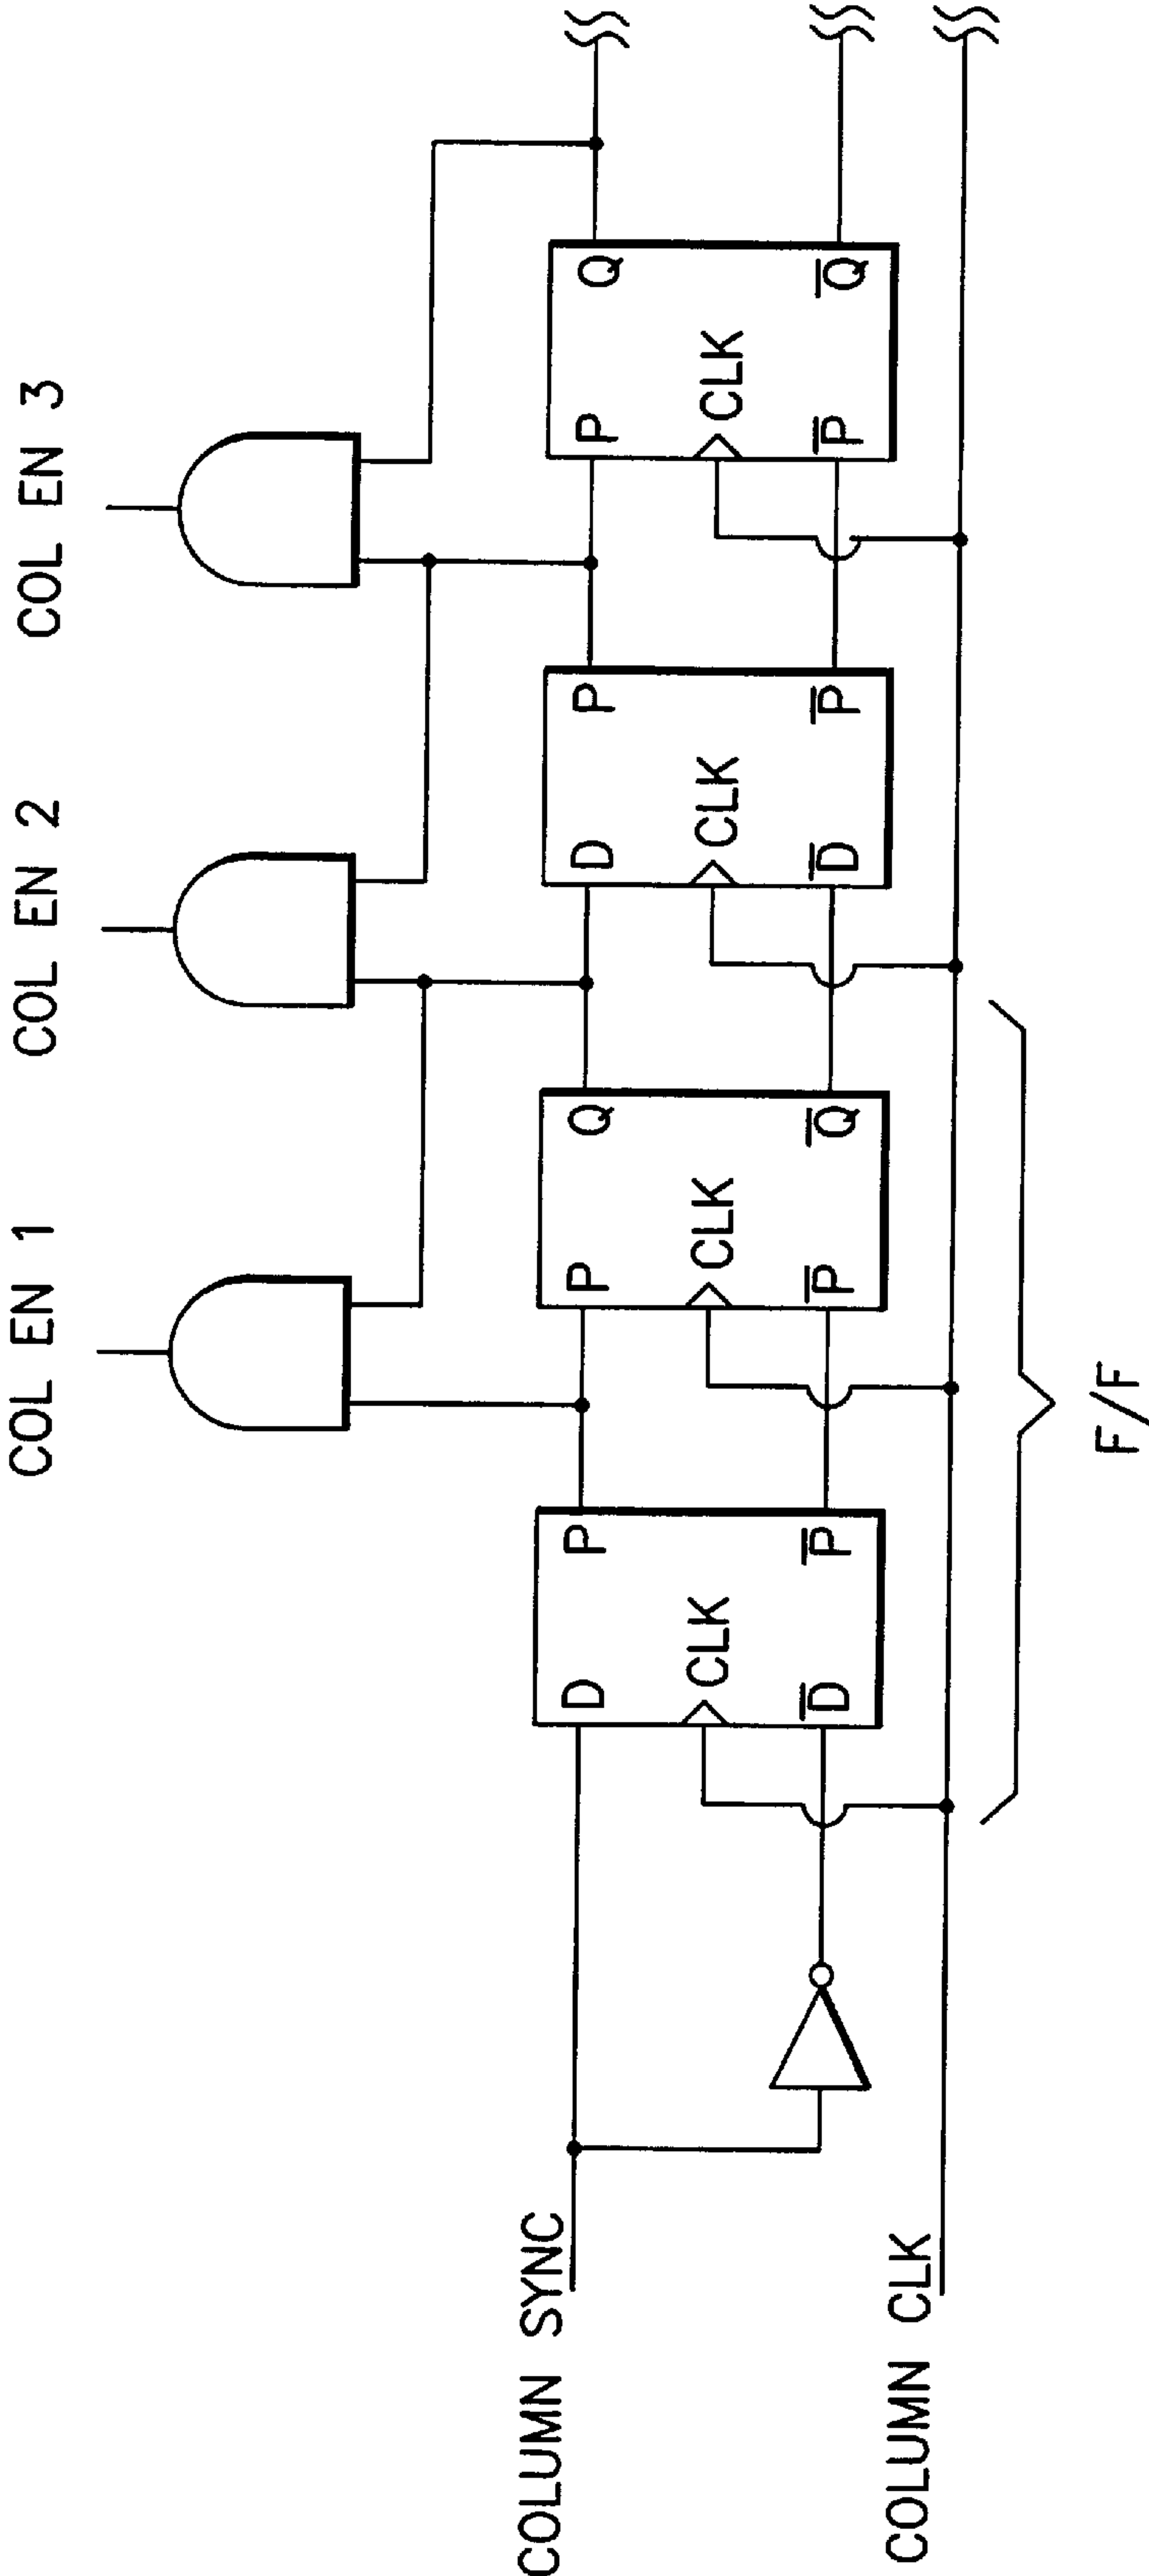 COL EN 1
COL EN 2
COL EN 3
COLUMN SYNC
D
P
P
Q
D
P
P
Q
CLK
CLK
CLK
CLK
D̅
P̅
P̅
Q̅
D̅
P̅
P̅
Q̅
COLUMN CLK
F/F